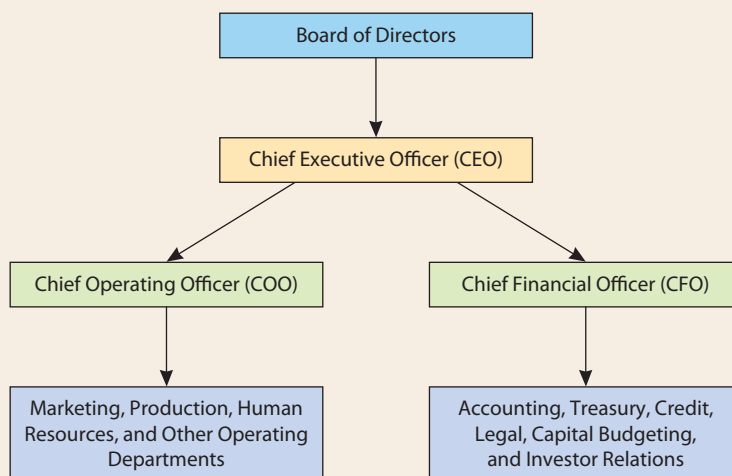 Board of Directors
Chief Executive Officer (CEO)
Chief Operating Officer (COO)
Chief Financial Officer (CFO)
Marketing, Production, Human
Resources, and Other Operating
Departments
Accounting, Treasury, Credit,
Legal, Capital Budgeting,
and Investor Relations